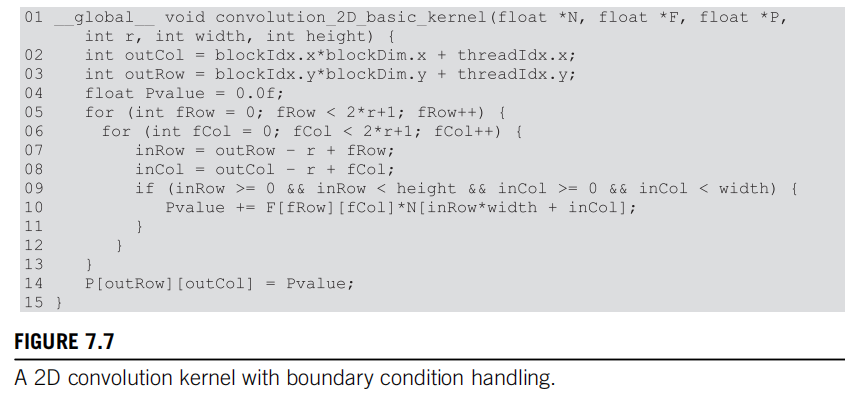 01 __global__ void convolution_2D_basic_kernel(float *N, float *F, float *P,
int r, int width, int height) {
02 int outCol = blockIdx.x*blockDim.x + threadIdx.x;
03 int outRow = blockIdx.y*blockDim.y + threadIdx.y;
04 float Pvalue = 0.0f;
05 for (int fRow = 0; fRow < 2*r+1; fRow++) {
06 for (int fCol = 0; fCol < 2*r+1; fCol++) {
07 inRow = outRow - r + fRow;
08 inCol = outCol - r + fCol;
09 if (inRow >= 0 && inRow < height && inCol >= 0 && inCol < width) {
10 Pvalue += F[fRow][fCol]*N[inRow*width + inCol];
11 }
12 }
13 }
14 P[outRow][outCol] = Pvalue;
15 }
FIGURE 7.7
A 2D convolution kernel with boundary condition handling.